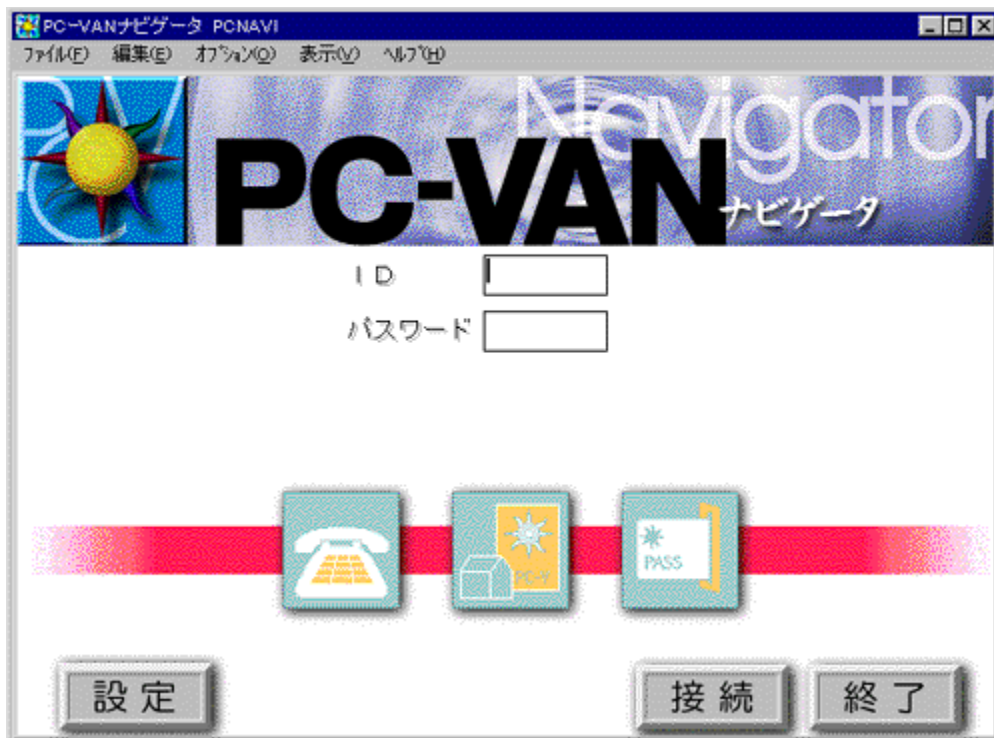 PC-VANナビゲータ PCNAVI
ファイル(F) 編集(E) オプション(O) 表示(V) ヘルプ(H)
Navigator
PC-VAN
ナビゲータ
ID
パスワード
PC-V
PASS
設定 接続 終了